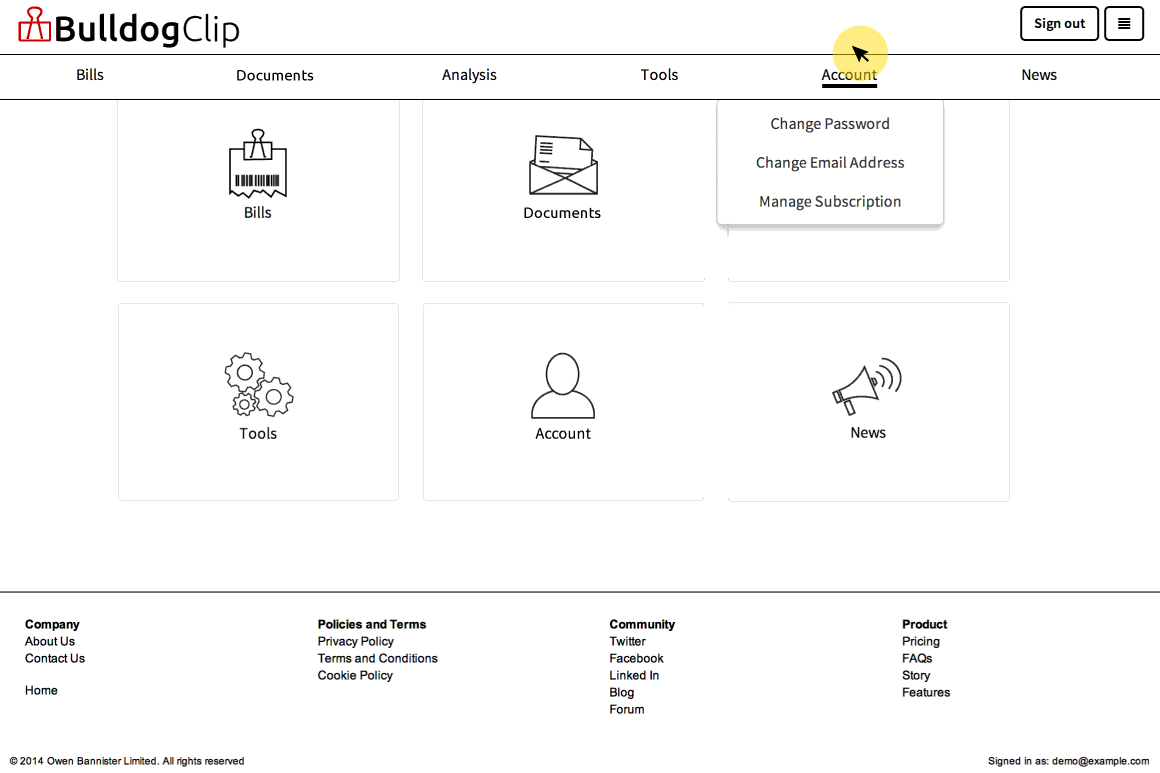 BulldogClip
Sign out
Bills
Documents
Analysis
Tools
Account
News
Change Password
Change Email Address
Manage Subscription
Bills
Documents
Tools
Account
News
Company
About Us
Contact Us
Home
Policies and Terms
Privacy Policy
Terms and Conditions
Cookie Policy
Community
Twitter
Facebook
Linked In
Blog
Forum
Product
Pricing
FAQs
Story
Features
© 2014 Owen Bannister Limited. All rights reserved
Signed in as: demo@example.com